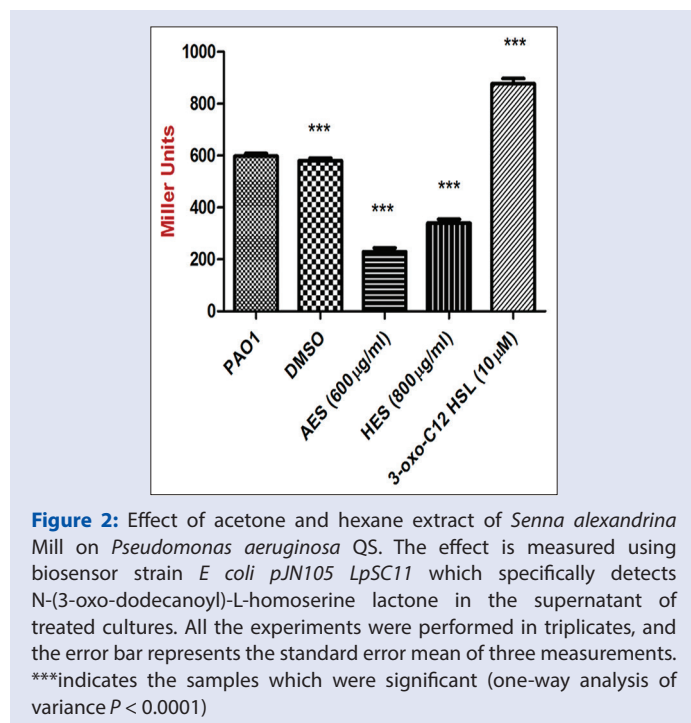 ***
1000
***
800
***
600
***
400
***
200
0
Miller Units
PAO1
DMSO
AES (600μg/ml)
HES (800μg/ml)
3-oxo-C12 HSL (10μM)
Figure 2: Effect of acetone and hexane extract of Senna alexandrina
Mill on Pseudomonas aeruginosa QS. The effect is measured using
biosensor strain E coli pJN105 LpSC11 which specifically detects
N-(3-oxo-dodecanoyl)-L-homoserine lactone in the supernatant of
treated cultures. All the experiments were performed in triplicates, and
the error bar represents the standard error mean of three measurements.
***indicates the samples which were significant (one-way analysis of
variance P < 0.0001)